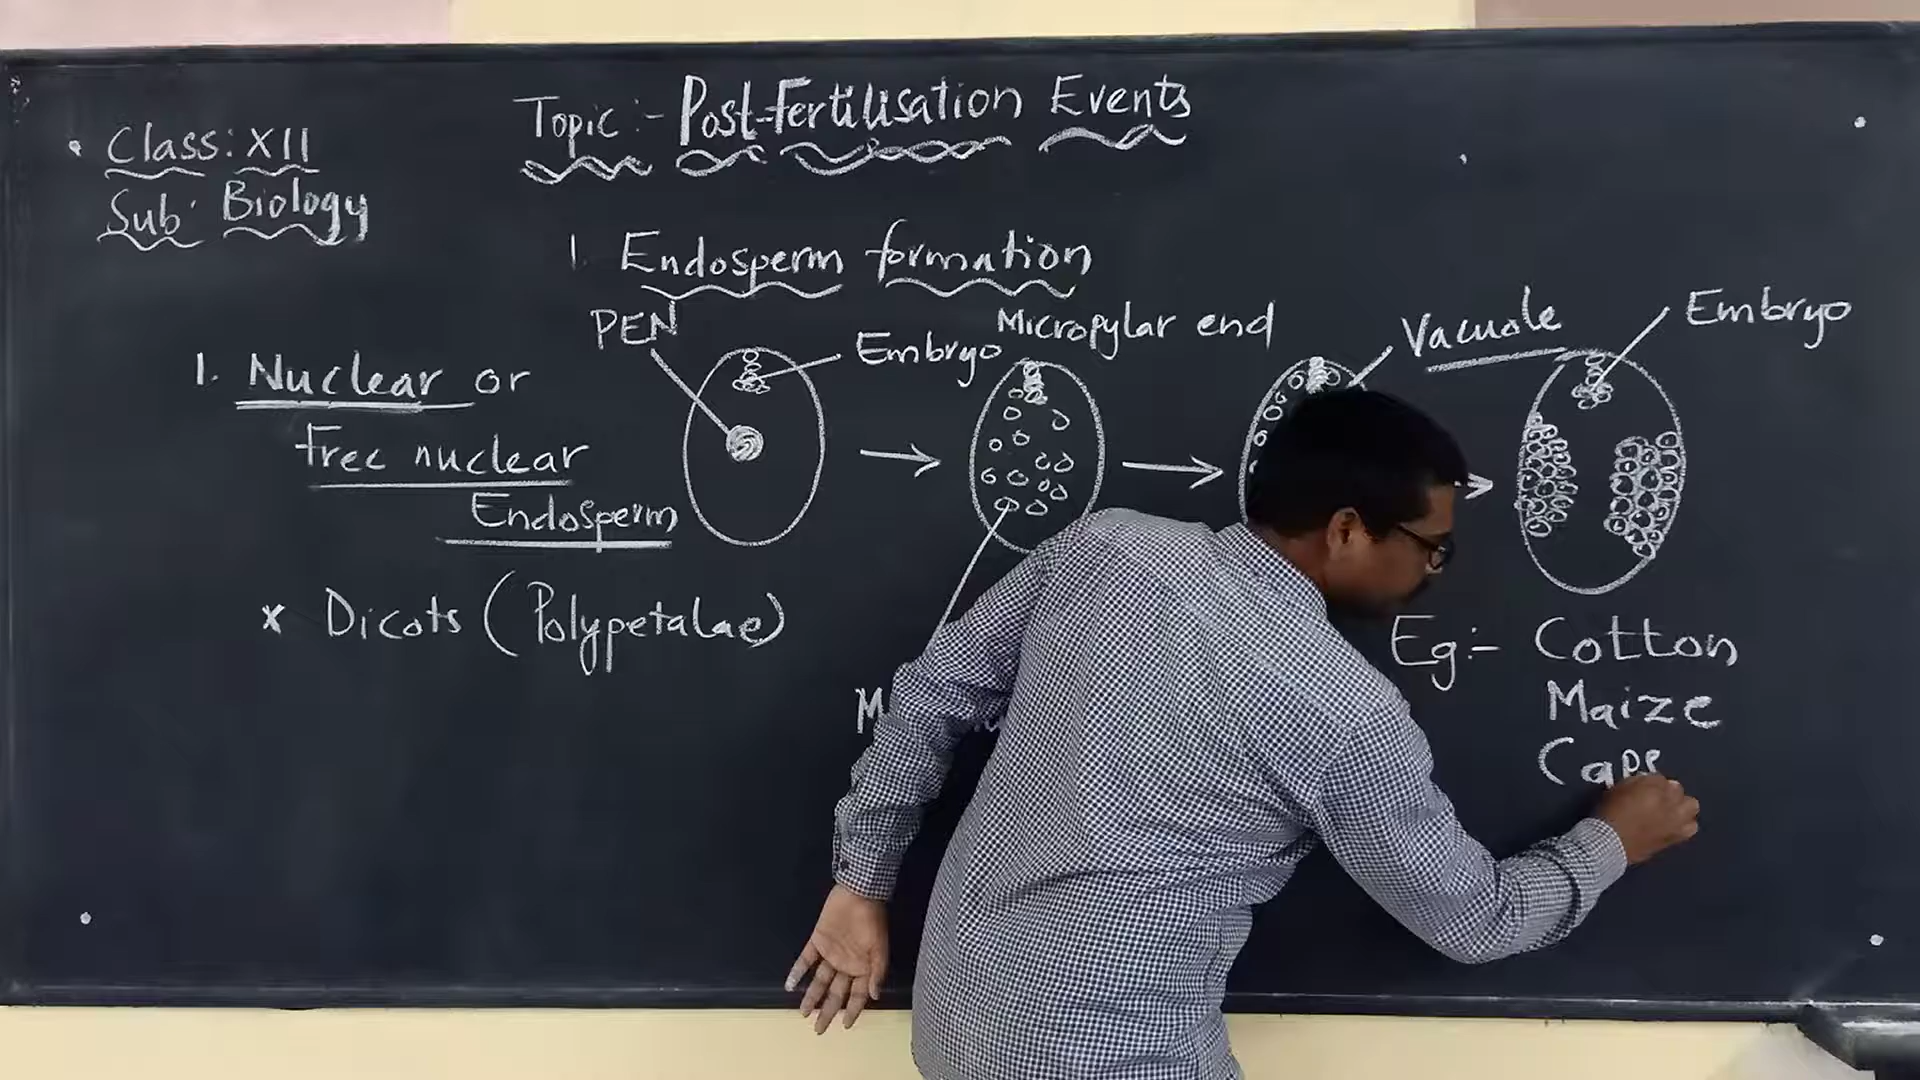 Topic :- Post-Fertilisation Events
Class: XII
Sub: Biology
1. Endosperm formation
PEN
Embryo
Micropylar end
Vacuole
Embryo
1. Nuclear or
Free nuclear
Endosperm
x Dicots (Polypetalae)
Eg:- Cotton
Maize
Caps